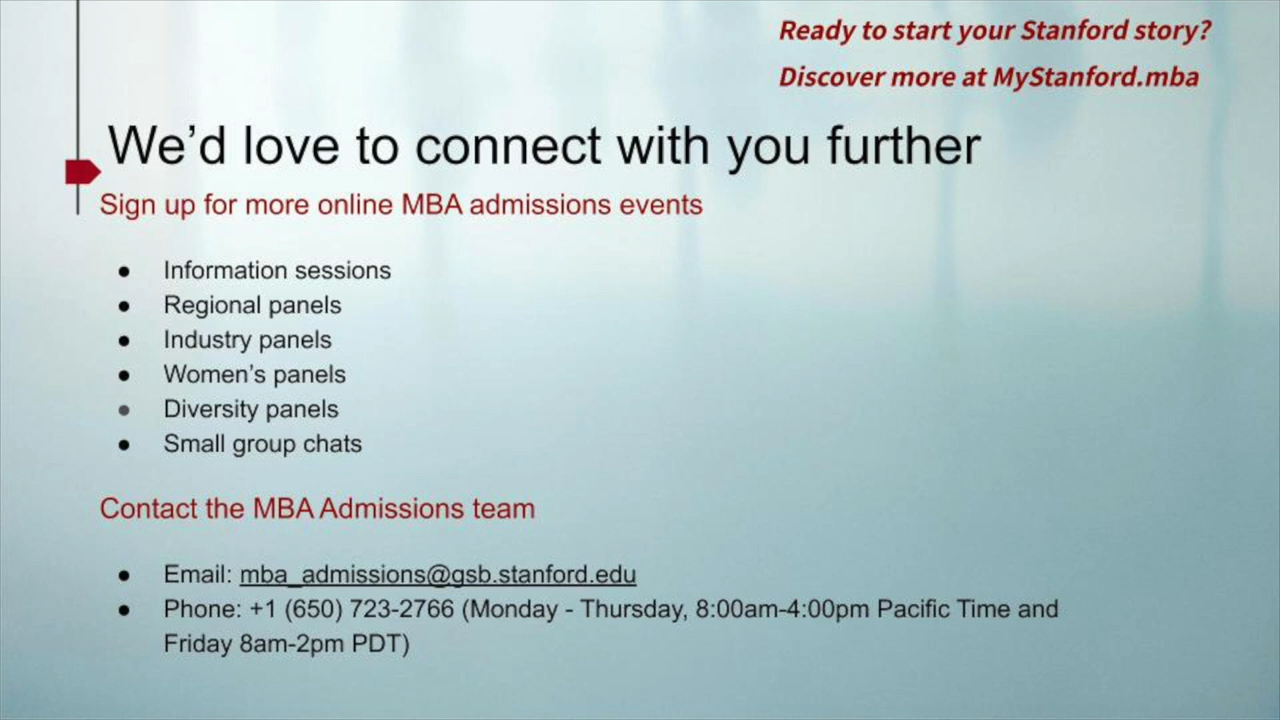 Ready to start your Stanford story?
Discover more at MyStanford.mba
We’d love to connect with you further
Sign up for more online MBA admissions events
● Information sessions
● Regional panels
● Industry panels
● Women’s panels
● Diversity panels
● Small group chats
Contact the MBA Admissions team
● Email: mba_admissions@gsb.stanford.edu
● Phone: +1 (650) 723-2766 (Monday - Thursday, 8:00am-4:00pm Pacific Time and
Friday 8am-2pm PDT)